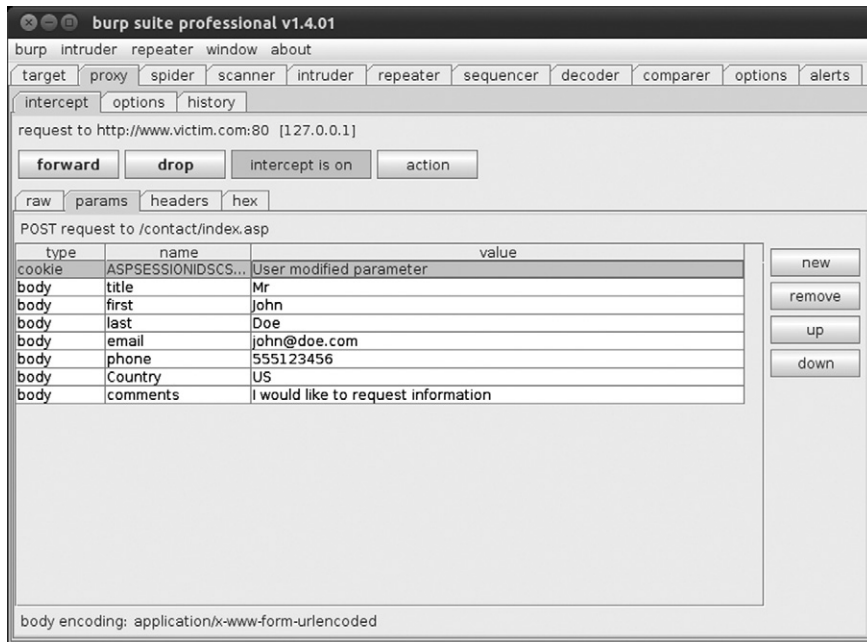 burp suite professional v1.4.01
burp intruder repeater window about
target proxy spider scanner intruder repeater sequencer decoder comparer options alerts
intercept options history
request to http://www.victim.com:80 [127.0.0.1]
forward drop intercept is on action
raw params headers hex
POST request to /contact/index.asp
type name value
cookie ASPSESSIONIDSCS... User modified parameter
body title Mr
body first John
body last Doe
body email john@doe.com
body phone 555123456
body Country US
body comments I would like to request information
new
remove
up
down
body encoding: application/x-www-form-urlencoded